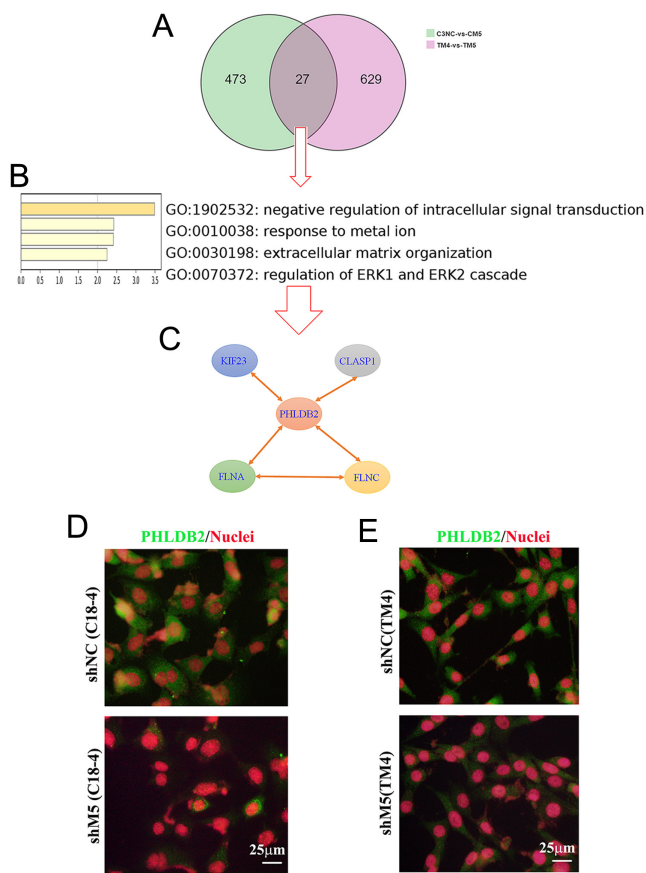 A
473
27
629
C3NC-vs-CM5
TM4-vs-TM5
B
GO:1902532: negative regulation of intracellular signal transduction
GO:0010038: response to metal ion
GO:0030198: extracellular matrix organization
GO:0070372: regulation of ERK1 and ERK2 cascade
0.0 0.5 1.0 1.5 2.0 2.5 3.0 3.5
C
KIF23
CLASP1
PHLDB2
FLNA
FLNC
D
PHLDB2/Nuclei
shNC (C18-4)
shM5 (C18-4)
25μm
E
PHLDB2/Nuclei
shNC(TM4)
shM5(TM4)
25μm